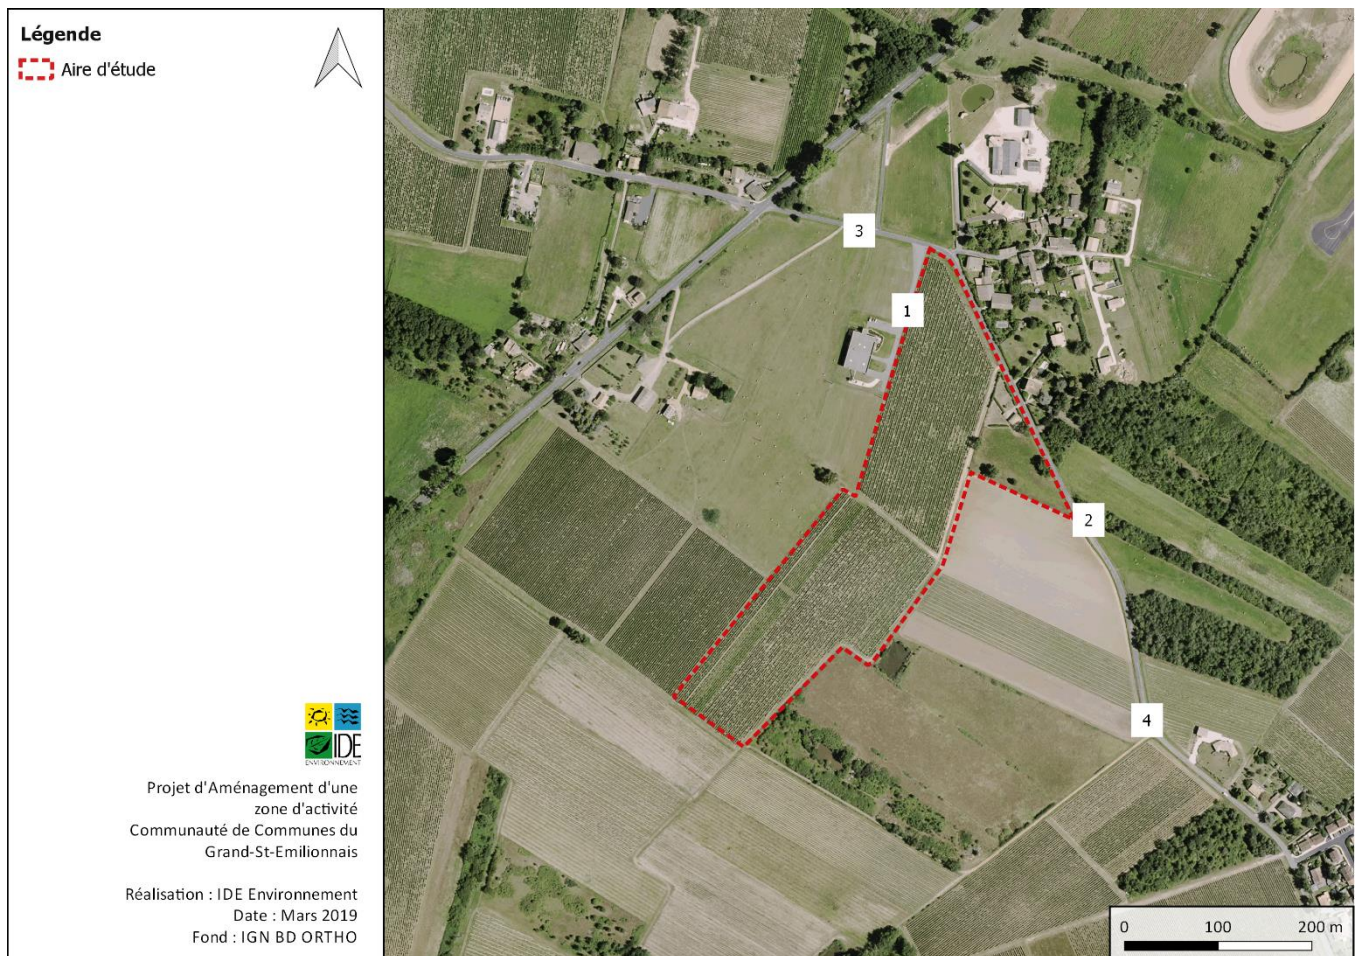 Légende
Aire d'étude
3
1
2
4
IDE
ENVIRONNEMENT
Projet d'Aménagement d'une
zone d'activité
Communauté de Communes du
Grand-St-Emilionnais
Réalisation : IDE Environnement
Date : Mars 2019
Fond : IGN BD ORTHO
0 100 200 m